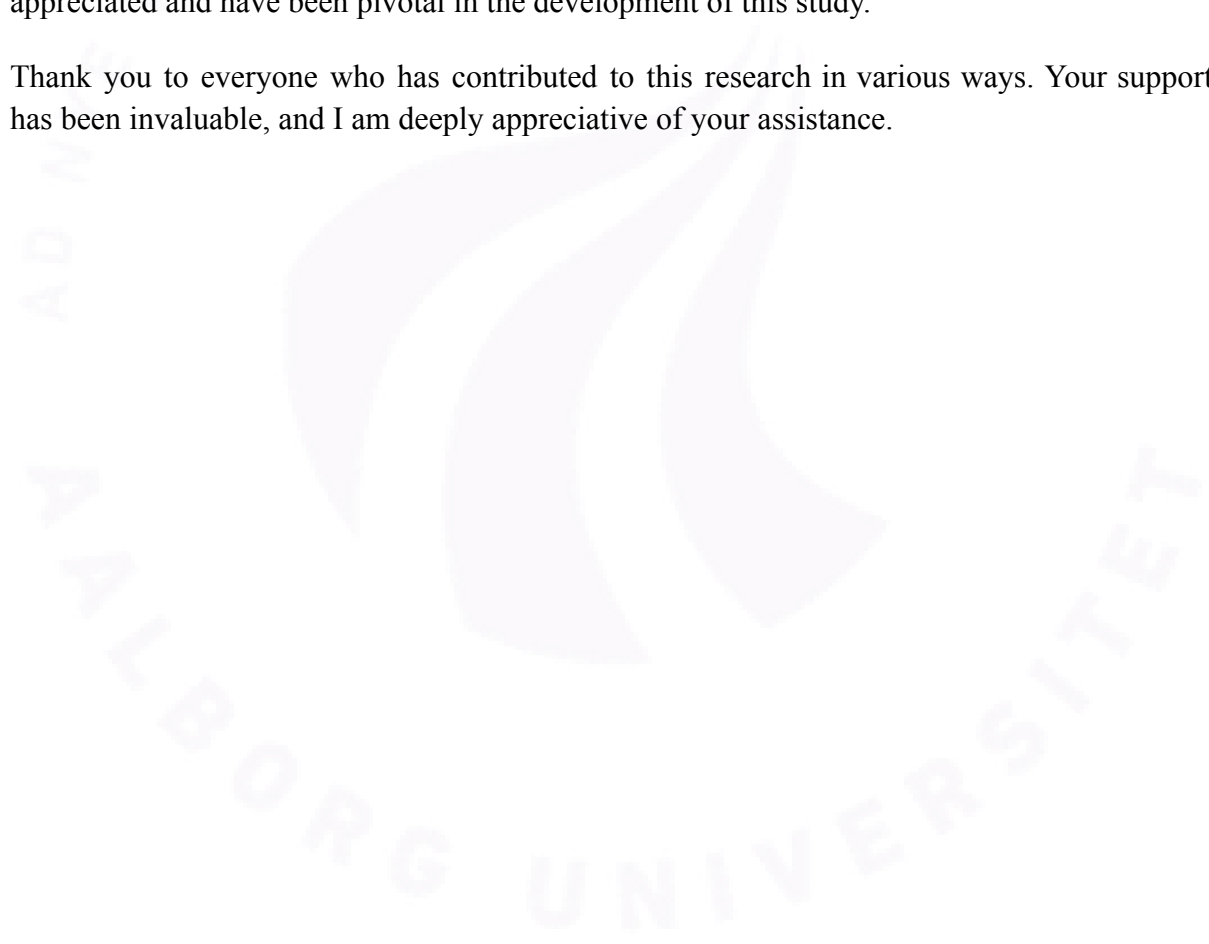 appreciated and have been pivotal in the development of this study.
Thank you to everyone who has contributed to this research in various ways. Your support
has been invaluable, and I am deeply appreciative of your assistance.
AD N
AALBORG UNIVERSITET